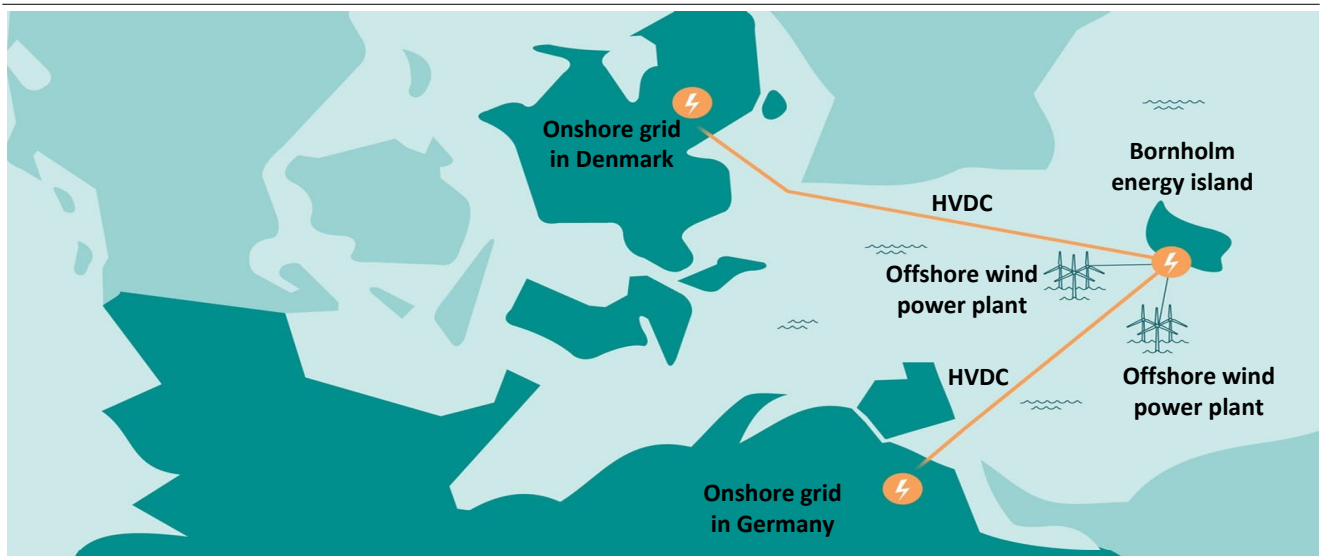 Onshore grid
in Denmark
Bornholm
energy island
HVDC
Offshore wind
power plant
HVDC
Offshore wind
power plant
Onshore grid
in Germany